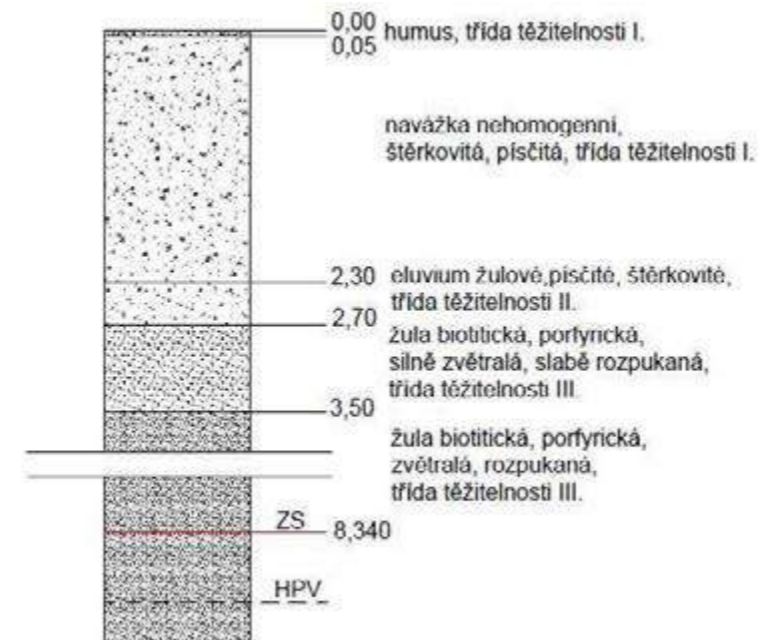 0,00 humus, třída těžitelnosti I.
0,05
navážka nehomogenní,
štěrkovitá, písčitá, třída těžitelnosti I.
2,30 eluvium žulové,písčité, štěrkovité,
třída těžitelnosti II.
2,70
žula biotitická, porfyrická,
silně zvětralá, slabě rozpukaná,
třída těžitelnosti III.
3,50
žula biotitická, porfyrická,
zvětralá, rozpukaná,
třída těžitelnosti III.
ZS 8,340
HPV